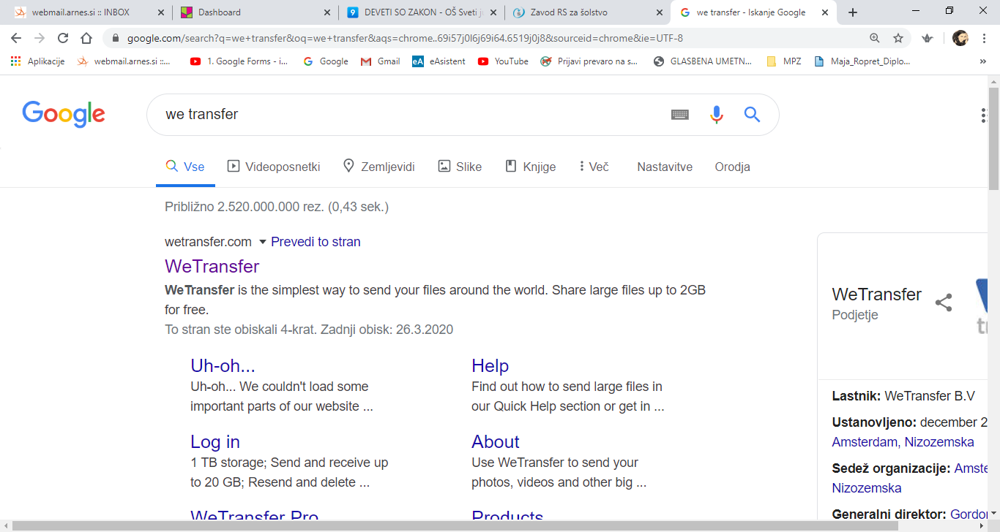 webmail.arnes.si :: INBOX
Dashboard
DEVETI SO ZAKON - OŠ Sveti ju
Zavod RS za šolstvo
we transfer - Iskanje Google
google.com/search?q=we+transfer&oq=we+transfer&aqs=chrome..69i57j0l6j69i64.6519j0j8&sourceid=chrome&ie=UTF-8
Aplikacije
webmail.arnes.si ::...
1. Google Forms - i...
Google
Gmail
eA
eAsistent
YouTube
Prijavi prevaro na s...
GLASBENA UMETN...
MPZ
Maja_Ropret_Diplo...
»
Google
we transfer
Vse
Videoposnetki
Zemljevidi
Slike
Knjige
Več
Nastavitve
Orodja
Približno 2.520.000.000 rez. (0,43 sek.)
wetransfer.com
Prevedi to stran
WeTransfer
WeTransfer is the simplest way to send your files around the world. Share large files up to 2GB
for free.
To stran ste obiskali 4-krat. Zadnji obisk: 26.3.2020
Uh-oh...
Uh-oh... We couldn't load some
important parts of our website ...
Help
Find out how to send large files in
our Quick Help section or get in ...
Log in
1 TB storage; Send and receive up
to 20 GB; Resend and delete ...
About
Use WeTransfer to send your
photos, videos and other big ...
WeTransfer Pro
Products
WeTransfer
Podjetje
Lastnik: WeTransfer B.V
Ustanovljeno: december 2
Amsterdam, Nizozemska
Sedež organizacije: Amste
Nizozemska
Generalni direktor: Gordo